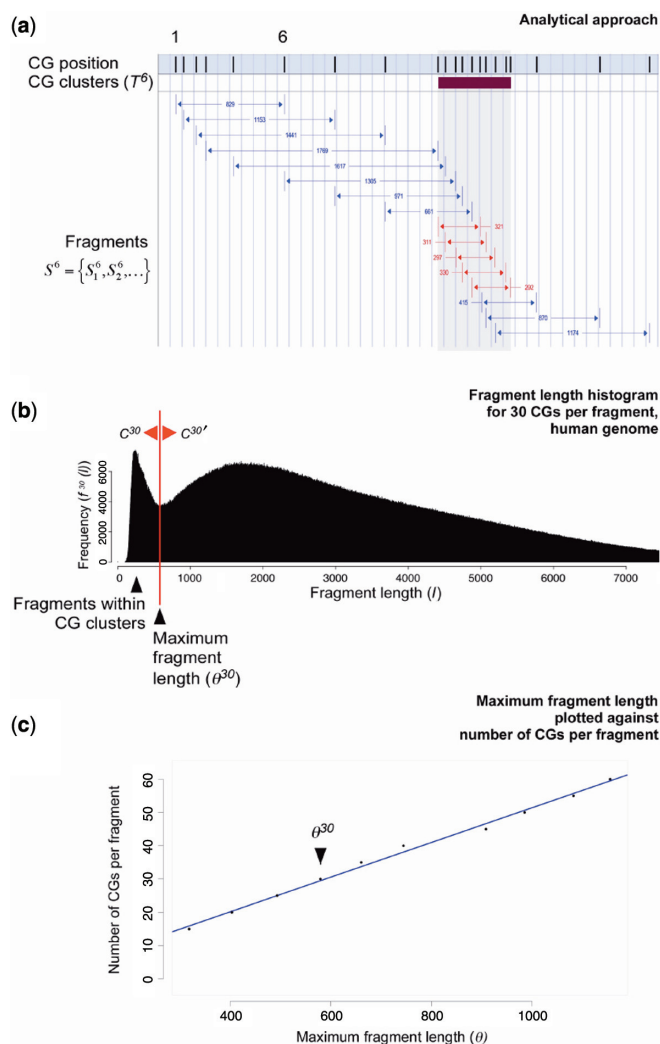 (a)
Analytical approach
1 6
CG position
CG clusters (T⁶)
829
1153
1441
1769
1617
1305
971
661
321
311
297
330
292
415
870
1174
Fragments
S⁶ = {S₁⁶, S₂⁶, ...}
(b)
Fragment length histogram
for 30 CGs per fragment,
human genome
C³⁰ C³⁰′
Frequency (f ³⁰ (l))
0 2000 4000 6000
0 1000 2000 3000 4000 5000 6000 7000
Fragment length (l)
Fragments within
CG clusters
Maximum
fragment
length (θ³⁰)
Maximum fragment length
plotted against
number of CGs per fragment
(c)
Number of CGs per fragment
0 10 20 30 40 50 60
θ³⁰
400 600 800 1000
Maximum fragment length (θ)